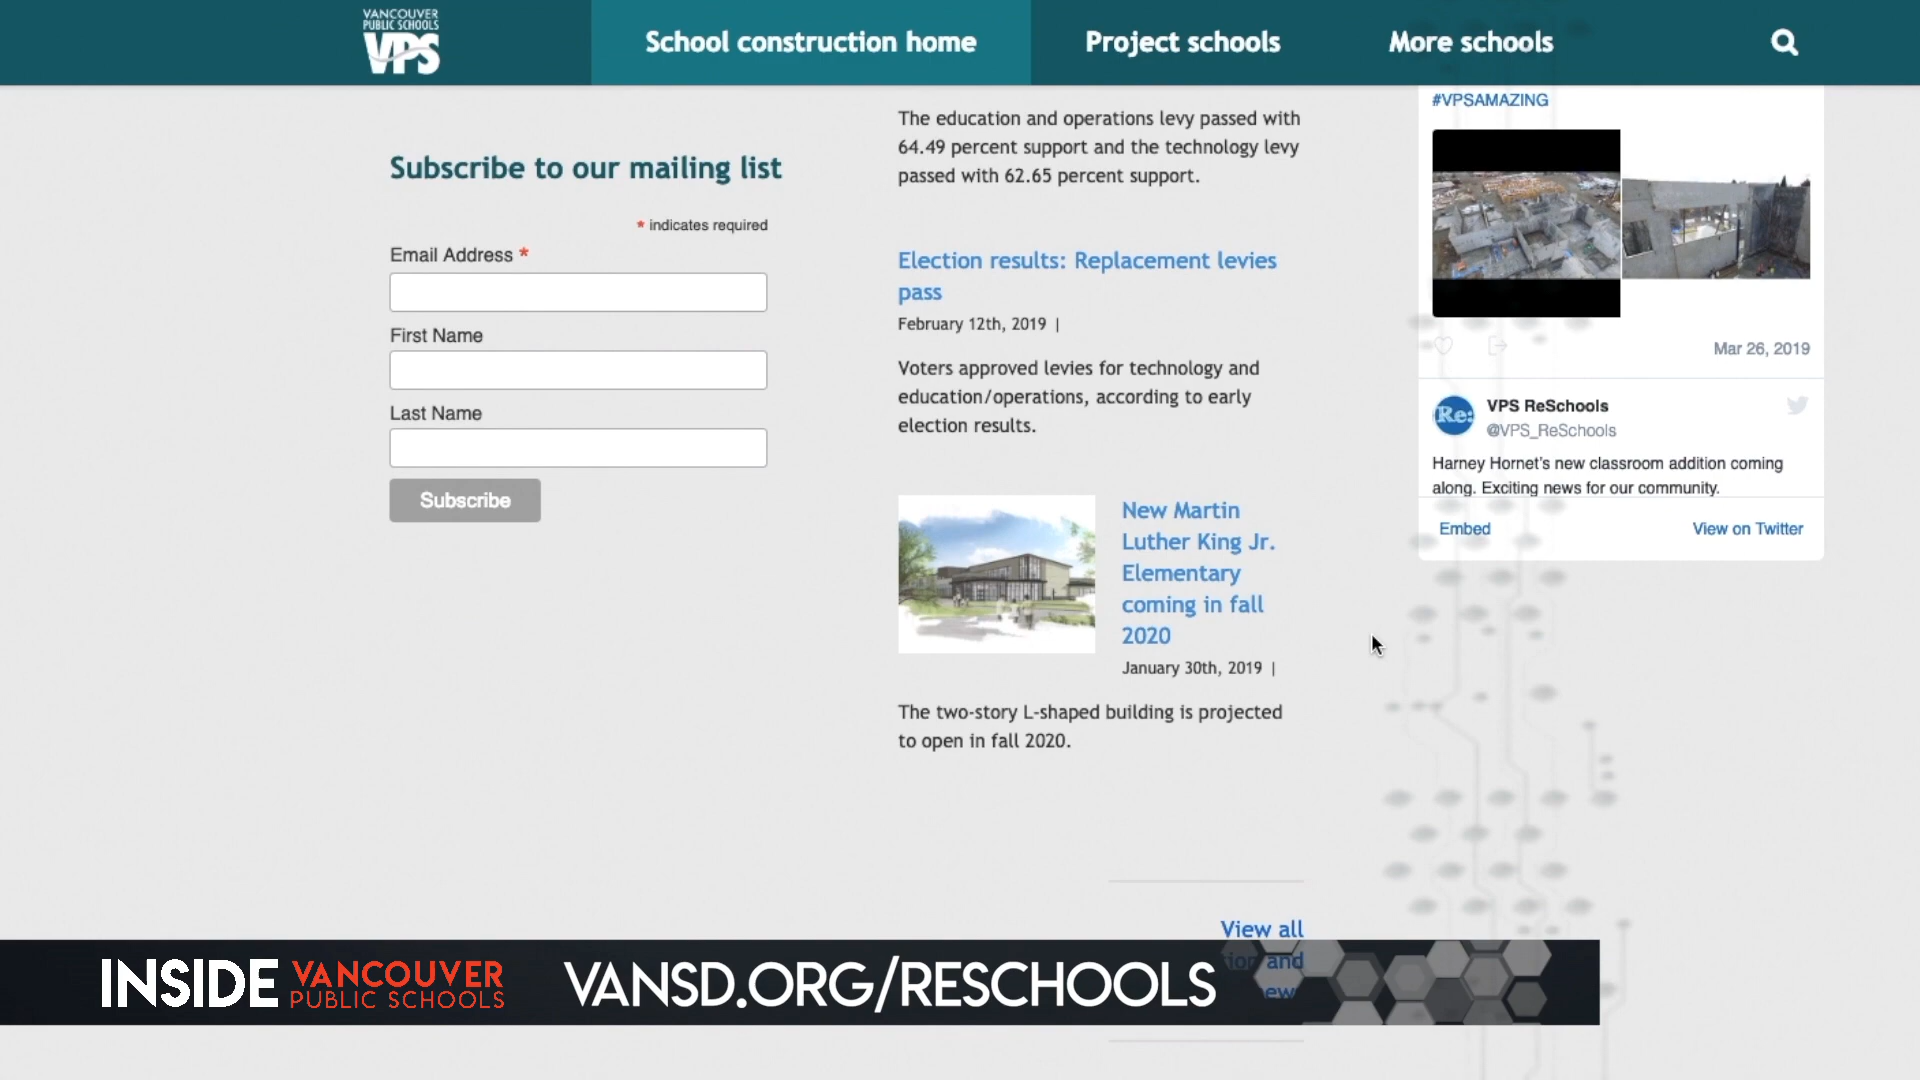 VANCOUVER
PUBLIC SCHOOLS
VPS
School construction home
Project schools
More schools
Subscribe to our mailing list
* indicates required
Email Address *
First Name
Last Name
Subscribe
The education and operations levy passed with
64.49 percent support and the technology levy
passed with 62.65 percent support.
Election results: Replacement levies
pass
February 12th, 2019 |
Voters approved levies for technology and
education/operations, according to early
election results.
New Martin
Luther King Jr.
Elementary
coming in fall
2020
January 30th, 2019 |
The two-story L-shaped building is projected
to open in fall 2020.
View all
and
#VPSAMAZING
Mar 26, 2019
Re:
VPS ReSchools
@VPS_ReSchools
Harney Hornet's new classroom addition coming
along. Exciting news for our community.
Embed
View on Twitter
INSIDE
VANCOUVER
PUBLIC SCHOOLS
VANSD.ORG/RESCHOOLS